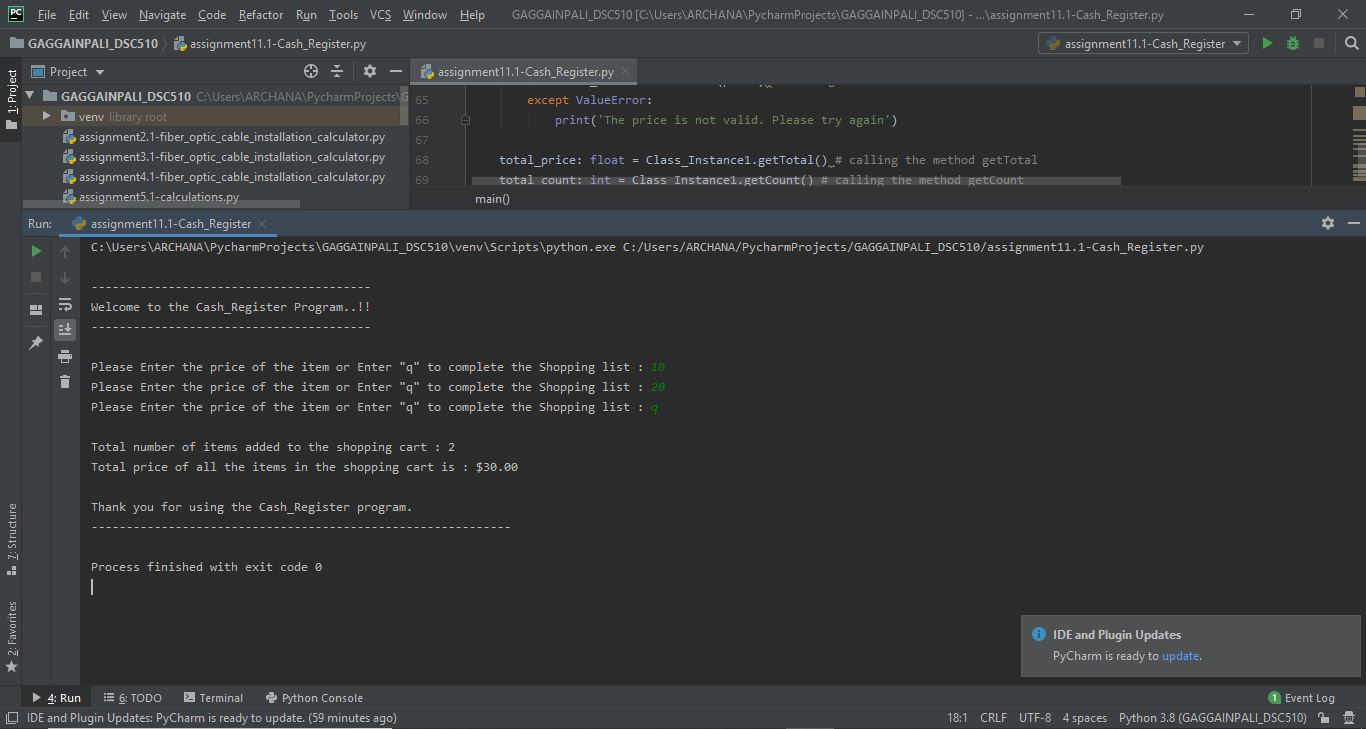 PC File Edit View Navigate Code Refactor Run Tools VCS Window Help GAGGAINPALI_DSC510 [C:\Users\ARCHANA\PycharmProjects\GAGGAINPALI_DSC510] - ...\assignment11.1-Cash_Register.py
GAGGAINPALI_DSC510 assignment11.1-Cash_Register.py assignment11.1-Cash_Register
1: Project
Project
assignment11.1-Cash_Register.py
GAGGAINPALI_DSC510 C:\Users\ARCHANA\PycharmProjects\G
venv library root
assignment2.1-fiber_optic_cable_installation_calculator.py
assignment3.1-fiber_optic_cable_installation_calculator.py
assignment4.1-fiber_optic_cable_installation_calculator.py
assignment5.1-calculations.py
65 except ValueError:
66 print('The price is not valid. Please try again')
67
68 total_price: float = Class_Instance1.getTotal() # calling the method getTotal
69 total_count: int = Class_Instance1.getCount() # calling the method getCount
main()
Run: assignment11.1-Cash_Register
C:\Users\ARCHANA\PycharmProjects\GAGGAINPALI_DSC510\venv\Scripts\python.exe C:/Users/ARCHANA/PycharmProjects/GAGGAINPALI_DSC510/assignment11.1-Cash_Register.py
----------------------------------------
Welcome to the Cash_Register Program..!!
----------------------------------------
Please Enter the price of the item or Enter "q" to complete the Shopping list : 10
Please Enter the price of the item or Enter "q" to complete the Shopping list : 20
Please Enter the price of the item or Enter "q" to complete the Shopping list : q
Total number of items added to the shopping cart : 2
Total price of all the items in the shopping cart is : $30.00
Thank you for using the Cash_Register program.
------------------------------------------------------------
Process finished with exit code 0
7: Structure
2: Favorites
IDE and Plugin Updates
PyCharm is ready to update.
4: Run 6: TODO Terminal Python Console 1 Event Log
IDE and Plugin Updates: PyCharm is ready to update. (59 minutes ago) 18:1 CRLF UTF-8 4 spaces Python 3.8 (GAGGAINPALI_DSC510)